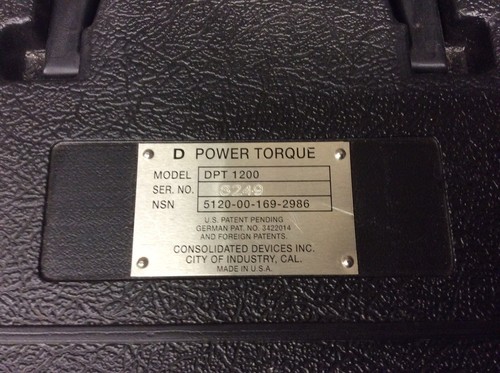 D POWER TORQUE
MODEL DPT 1200
SER. NO. 3249
NSN 5120-00-169-2986
U.S. PATENT PENDING
GERMAN PAT. NO. 3422014
AND FOREIGN PATENTS.
CONSOLIDATED DEVICES INC.
CITY OF INDUSTRY, CAL.
MADE IN U.S.A.